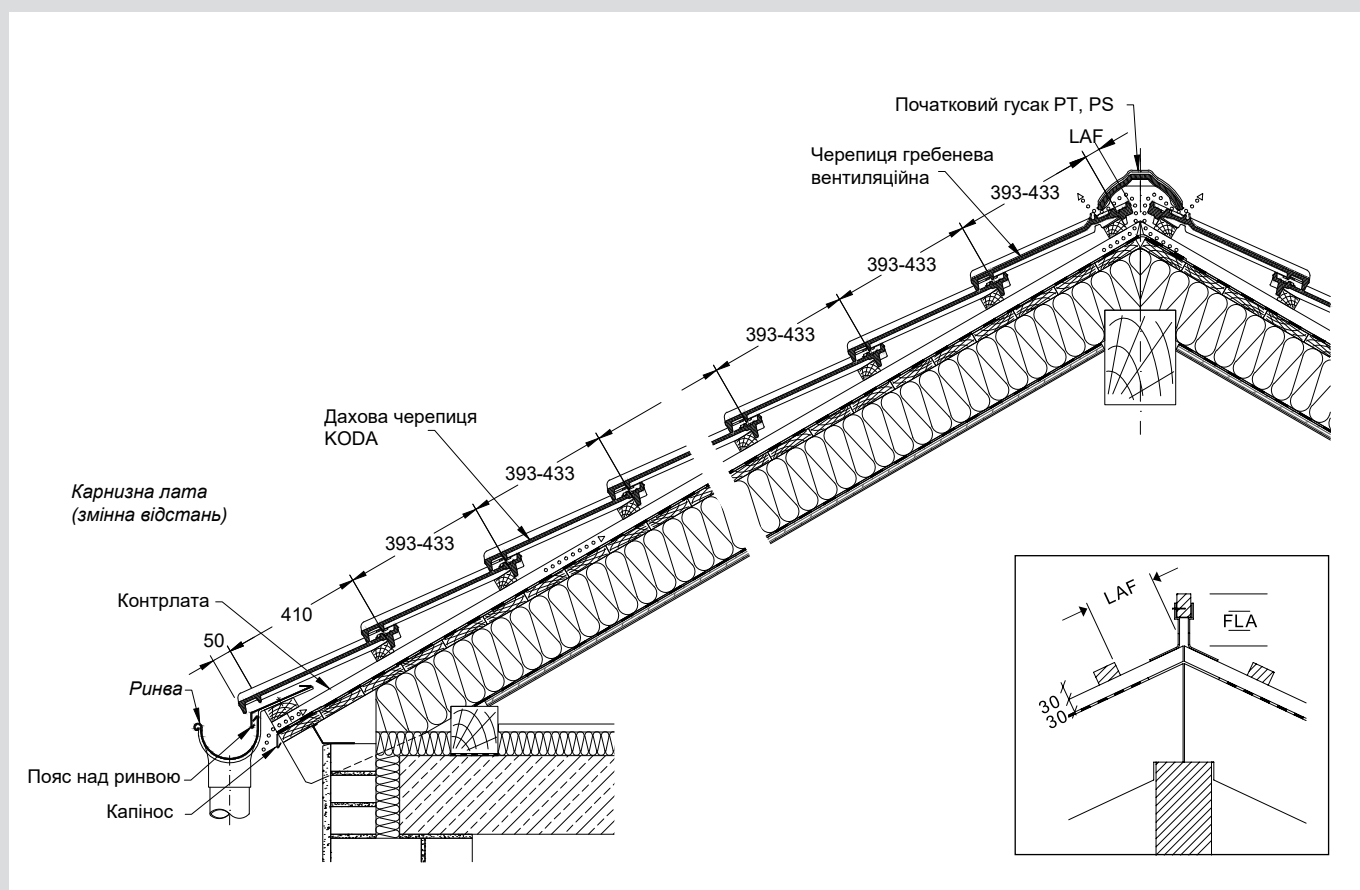 Початковий гусак PT, PS
LAF
Черепиця гребенева
вентиляційна
393-433
393-433
393-433
Дахова черепиця
KODA
393-433
Карнизна лата
(змінна відстань)
393-433
Контрлата
410
50
Ринва
Пояс над ринвою
Капінос
LAF
FLA
30
30